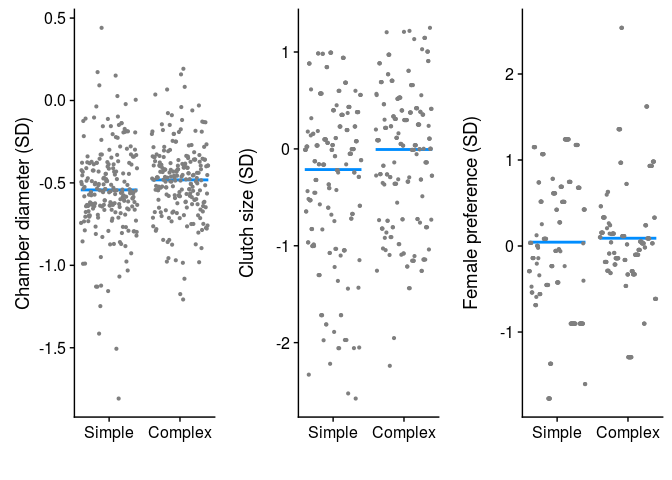 Chamber diameter (SD)
0.5
0.0
-0.5
-1.0
-1.5
Simple Complex
Clutch size (SD)
1
0
-1
-2
Simple Complex
Female preference (SD)
2
1
0
-1
Simple Complex